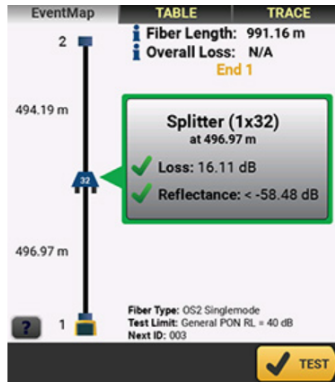 EventMap TABLE TRACE
2
Fiber Length: 991.16 m
Overall Loss: N/A
End 1
494.19 m
Splitter (1x32)
at 496.97 m
32
Loss: 16.11 dB
Reflectance: < -58.48 dB
496.97 m
Fiber Type: OS2 Singlemode
Test Limit: General PON RL = 40 dB
Next ID: 003
? 1
TEST